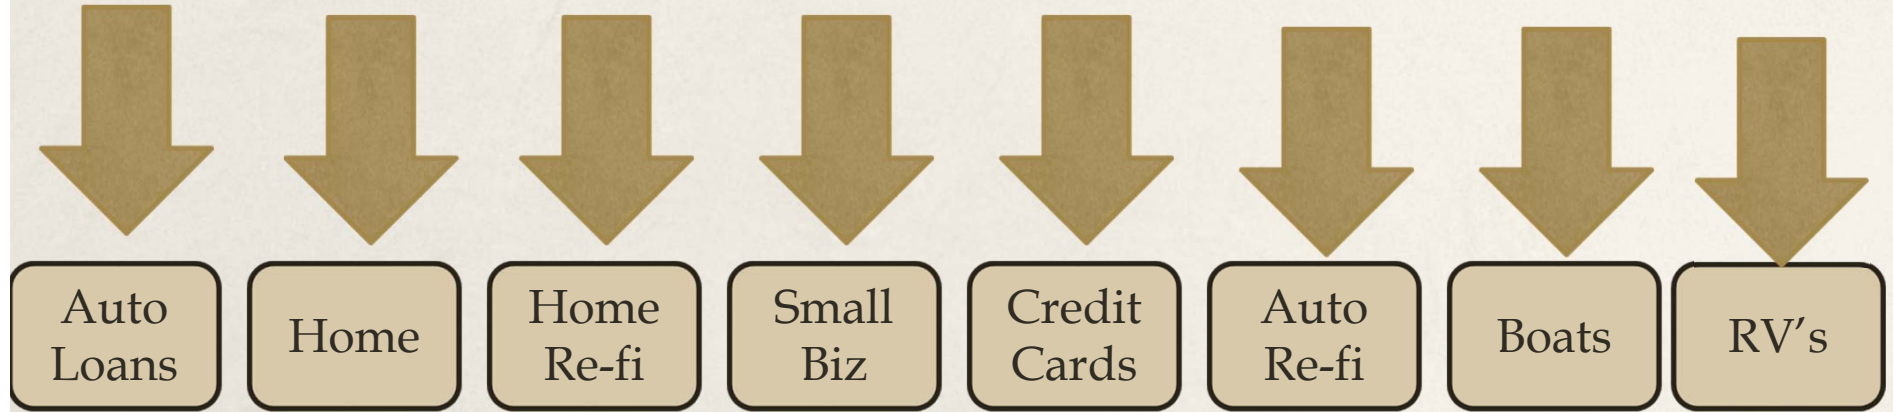 Auto
Loans
Home
Home
Re-fi
Small
Biz
Credit
Cards
Auto
Re-fi
Boats
RV’s